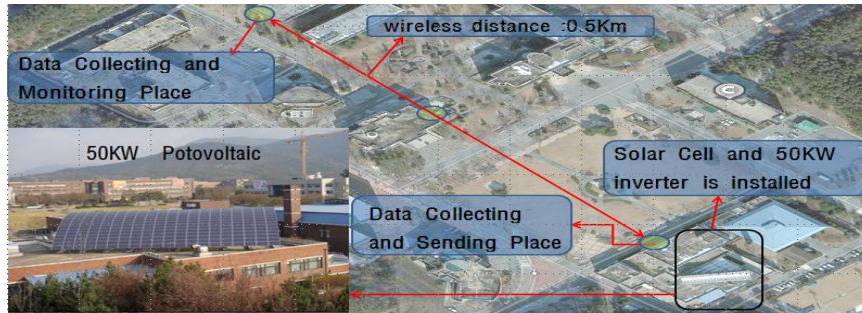 wireless distance :0.5Km
Data Collecting and
Monitoring Place
50KW Potovoltaic
Solar Cell and 50KW
inverter is installed
Data Collecting
and Sending Place